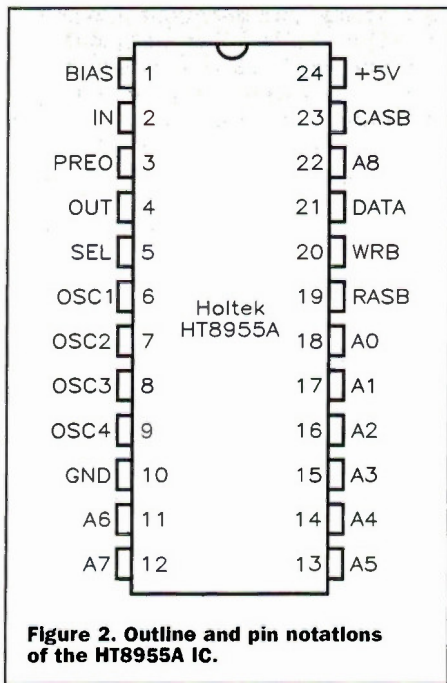 BIAS 1 24 +5V
IN 2 23 CASB
PREO 3 22 A8
OUT 4 21 DATA
SEL 5 20 WRB
OSC1 6 19 RASB
Holtek
HT8955A
OSC2 7 18 A0
OSC3 8 17 A1
OSC4 9 16 A2
GND 10 15 A3
A6 11 14 A4
A7 12 13 A5
Figure 2. Outline and pin notations
of the HT8955A IC.